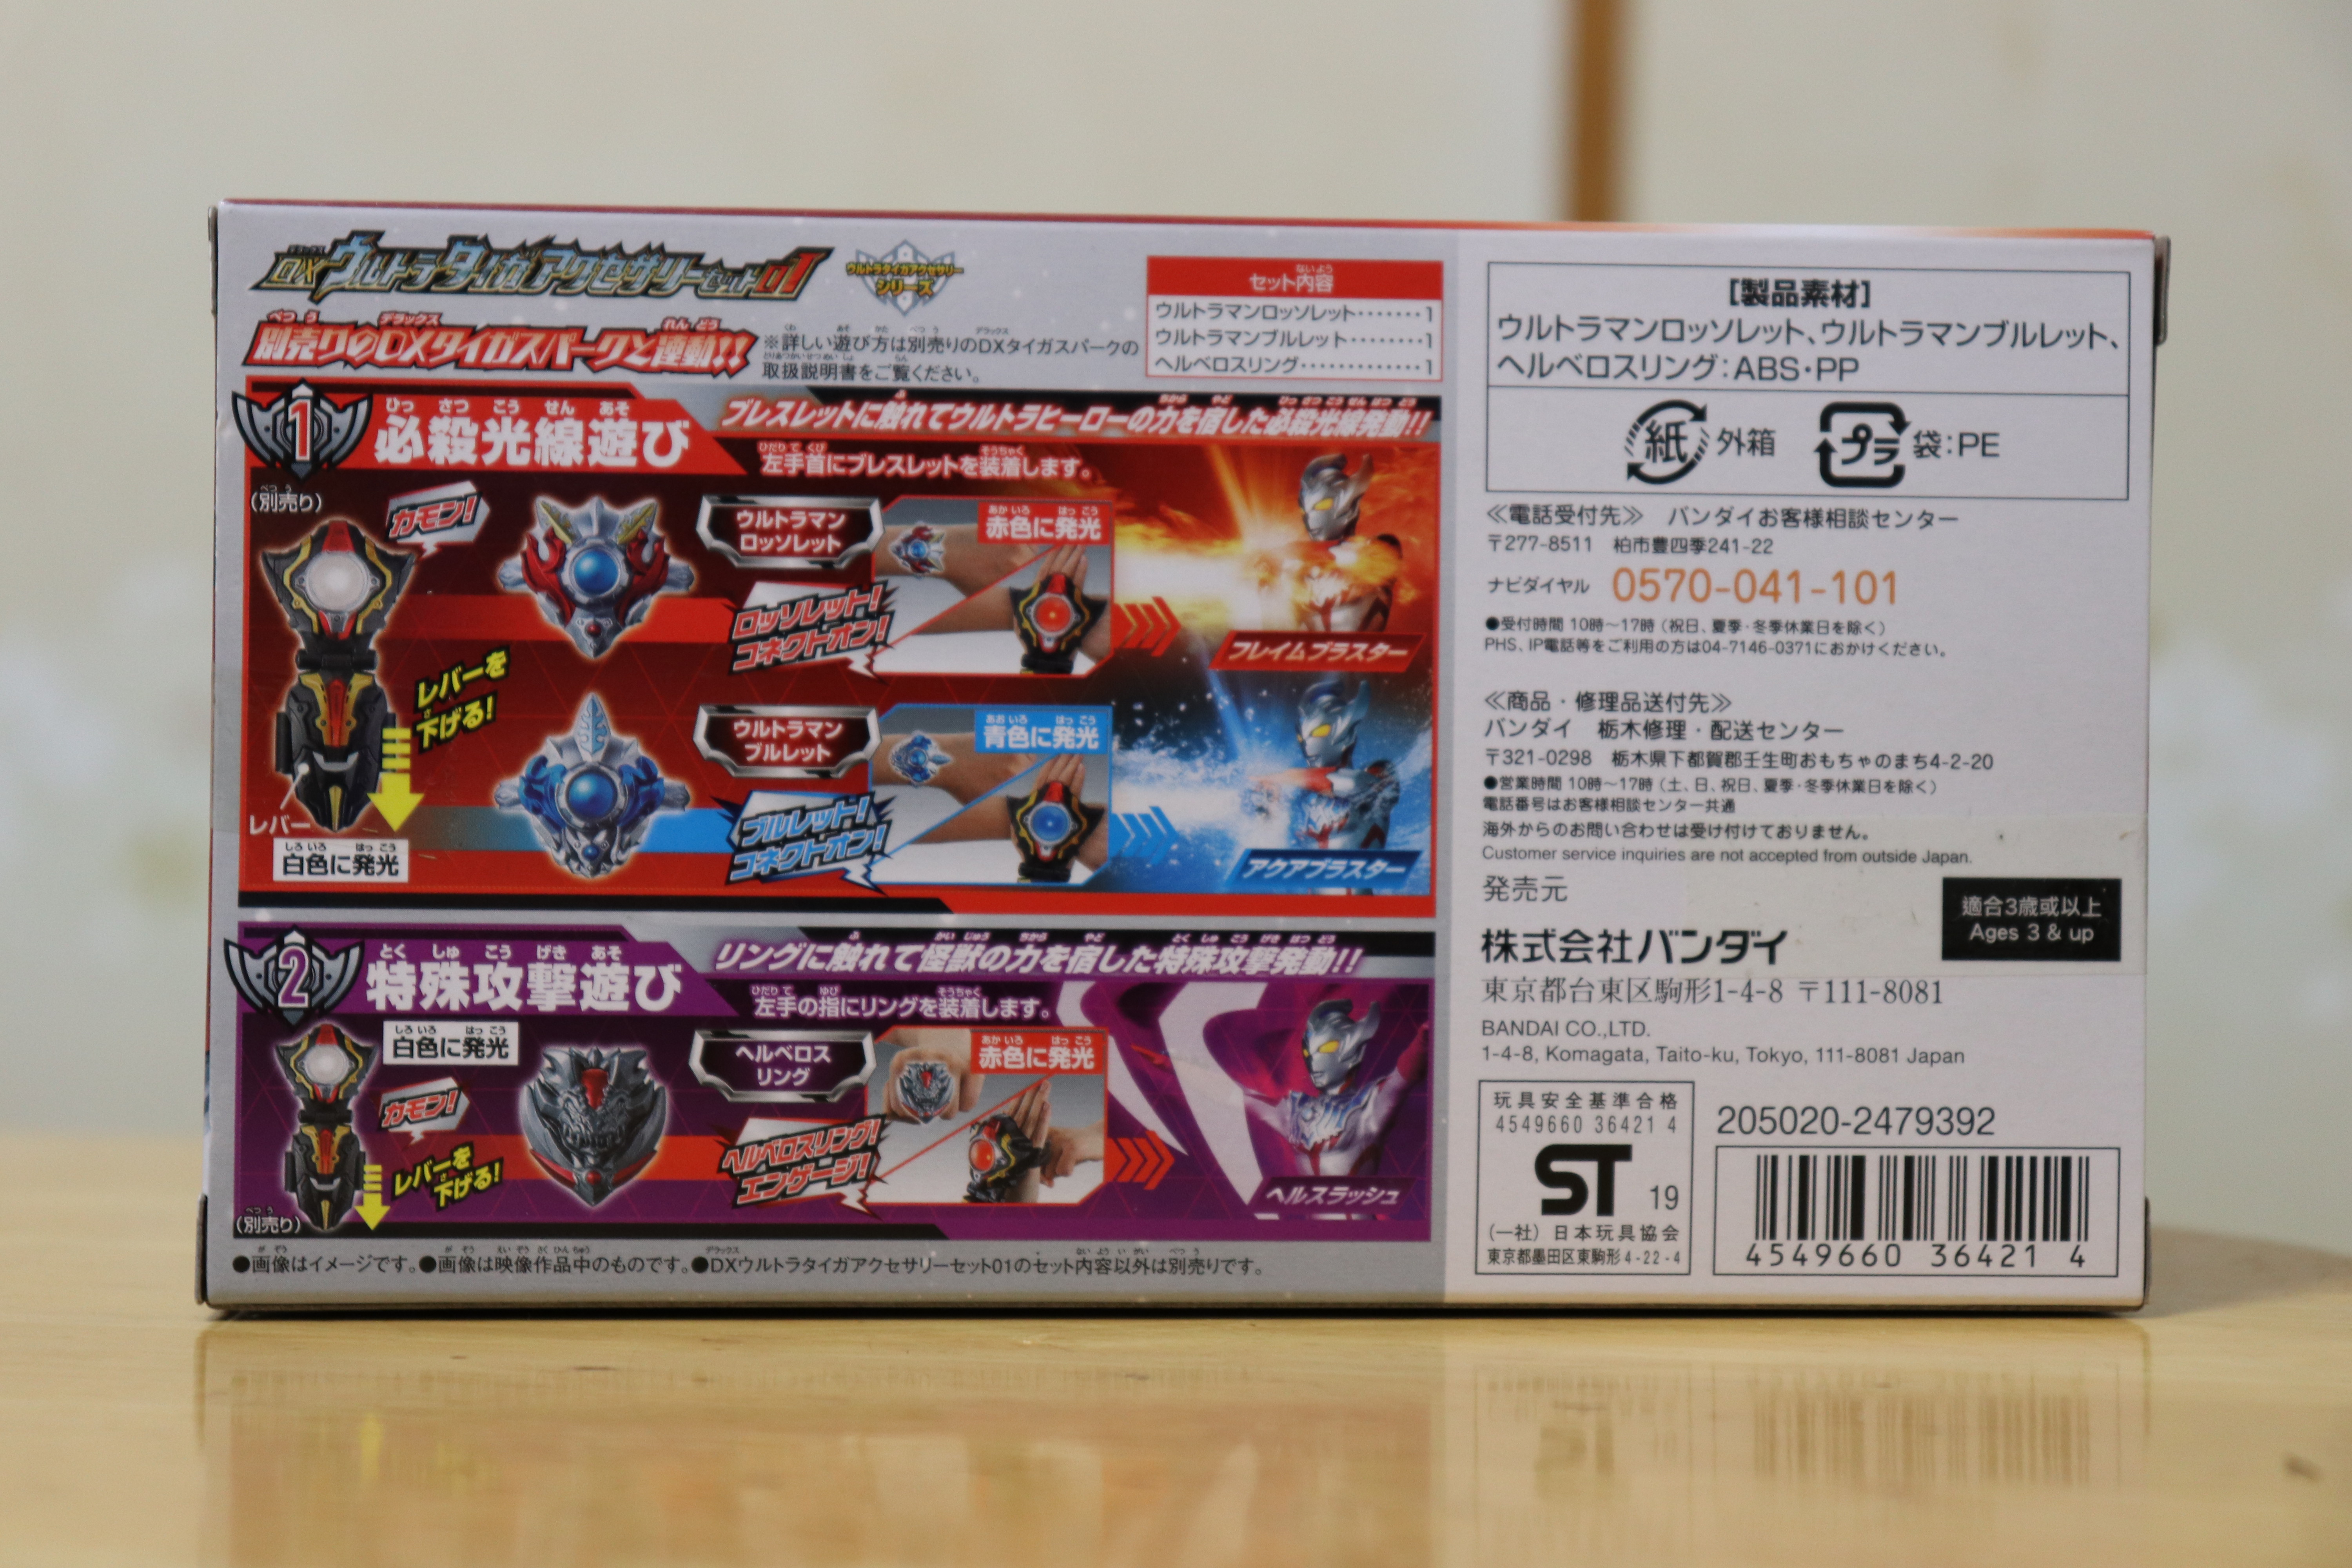 DXウルトラタイガアクセサリーセット01
ウルトラタイガアクセサリー
シリーズ
別売りのDXタイガスパークと連動!!
※詳しい遊び方は別売りのDXタイガスパークの
取扱説明書をご覧ください。
セット内容
ウルトラマンロッソレット・・・・・・・1
ウルトラマンブルレット・・・・・・・・1
ヘルベロスリング・・・・・・・・・・・・・1
1
必殺光線遊び
ブレスレットに触れてウルトラヒーローの力を宿した必殺光線発動!!
左手首にブレスレットを装着します。
(別売り)
カモン!
ウルトラマン
ロッソレット
赤色に発光
ロッソレット!
コネクトオン!
フレイムブラスター
レバーを
下げる!
ウルトラマン
ブルレット
青色に発光
ブルレット!
コネクトオン!
アクアブラスター
レバー
白色に発光
2
特殊攻撃遊び
リングに触れて怪獣の力を宿した特殊攻撃発動!!
左手の指にリングを装着します。
白色に発光
カモン!
レバーを
下げる!
(別売り)
ヘルベロス
リング
赤色に発光
ヘルベロスリング!
エンゲージ!
ヘルスラッシュ
●画像はイメージです。●画像は映像作品中のものです。●DXウルトラタイガアクセサリーセット01のセット内容以外は別売りです。
[製品素材]
ウルトラマンロッソレット、ウルトラマンブルレット、
ヘルベロスリング:ABS・PP
紙 外箱 プラ 袋:PE
≪電話受付先≫ バンダイお客様相談センター
〒277-8511 柏市豊四季241-22
ナビダイヤル 0570-041-101
●受付時間 10時〜17時(祝日、夏季・冬季休業日を除く)
PHS、IP電話等をご利用の方は04-7146-0371におかけください。
≪商品・修理品送付先≫
バンダイ 栃木修理・配送センター
〒321-0298 栃木県下都賀郡壬生町おもちゃのまち4-2-20
●営業時間 10時〜17時(土、日、祝日、夏季・冬季休業日を除く)
電話番号はお客様相談センター共通
海外からのお問い合わせは受け付けておりません。
Customer service inquiries are not accepted from outside Japan.
発売元
適合3歳或以上
Ages 3 & up
株式会社バンダイ
東京都台東区駒形1-4-8 〒111-8081
BANDAI CO.,LTD.
1-4-8, Komagata, Taito-ku, Tokyo, 111-8081 Japan
玩具安全基準合格
4549660 36421 4
ST 19
(一社)日本玩具協会
東京都墨田区東駒形4-22-4
205020-2479392
4549660 36421 4